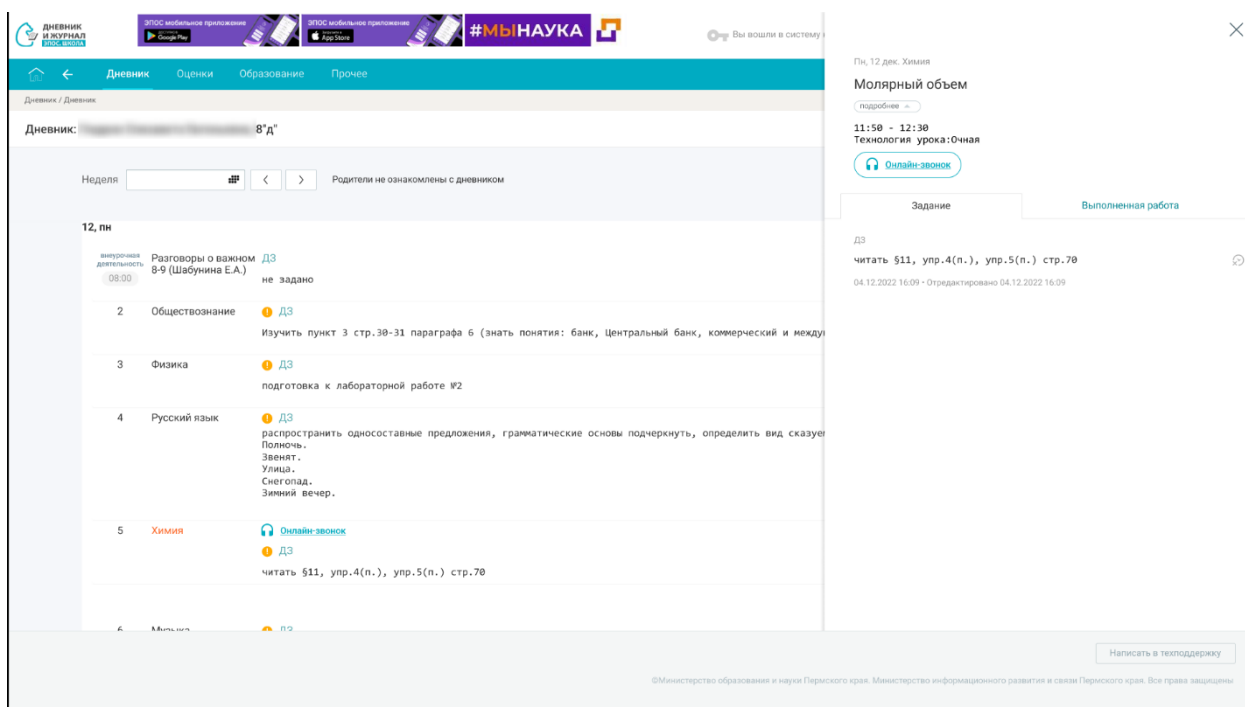 ДНЕВНИК
И ЖУРНАЛ
ЭПОС.ШКОЛА
ЭПОС мобильное приложение
Google Play
ЭПОС мобильное приложение
App Store
#МЫНАУКА
Вы вошли в систему
Дневник Оценки Образование Прочее
Дневник / Дневник
Дневник: 8"д"
Неделя
Родители не ознакомлены с дневником
12, пн
внеурочная
деятельность
08:00
Разговоры о важном
8-9 (Шабунина Е.А.)
ДЗ
не задано
2 Обществознание ДЗ
Изучить пункт 3 стр.30-31 параграфа 6 (знать понятия: банк, Центральный банк, коммерческий и между
3 Физика ДЗ
подготовка к лабораторной работе №2
4 Русский язык ДЗ
распространить односоставные предложения, грамматические основы подчеркнуть, определить вид сказуе
Полночь.
Звенят.
Улица.
Снегопад.
Зимний вечер.
5 Химия Онлайн-звонок
ДЗ
читать §11, упр.4(п.), упр.5(п.) стр.70
6 Музыка ДЗ
Пн, 12 дек. Химия
Молярный объем
подробнее
11:50 - 12:30
Технология урока:Очная
Онлайн-звонок
Задание Выполненная работа
ДЗ
читать §11, упр.4(п.), упр.5(п.) стр.70
04.12.2022 16:09 • Отредактировано 04.12.2022 16:09
Написать в техподдержку
©Министерство образования и науки Пермского края. Министерство информационного развития и связи Пермского края. Все права защищены